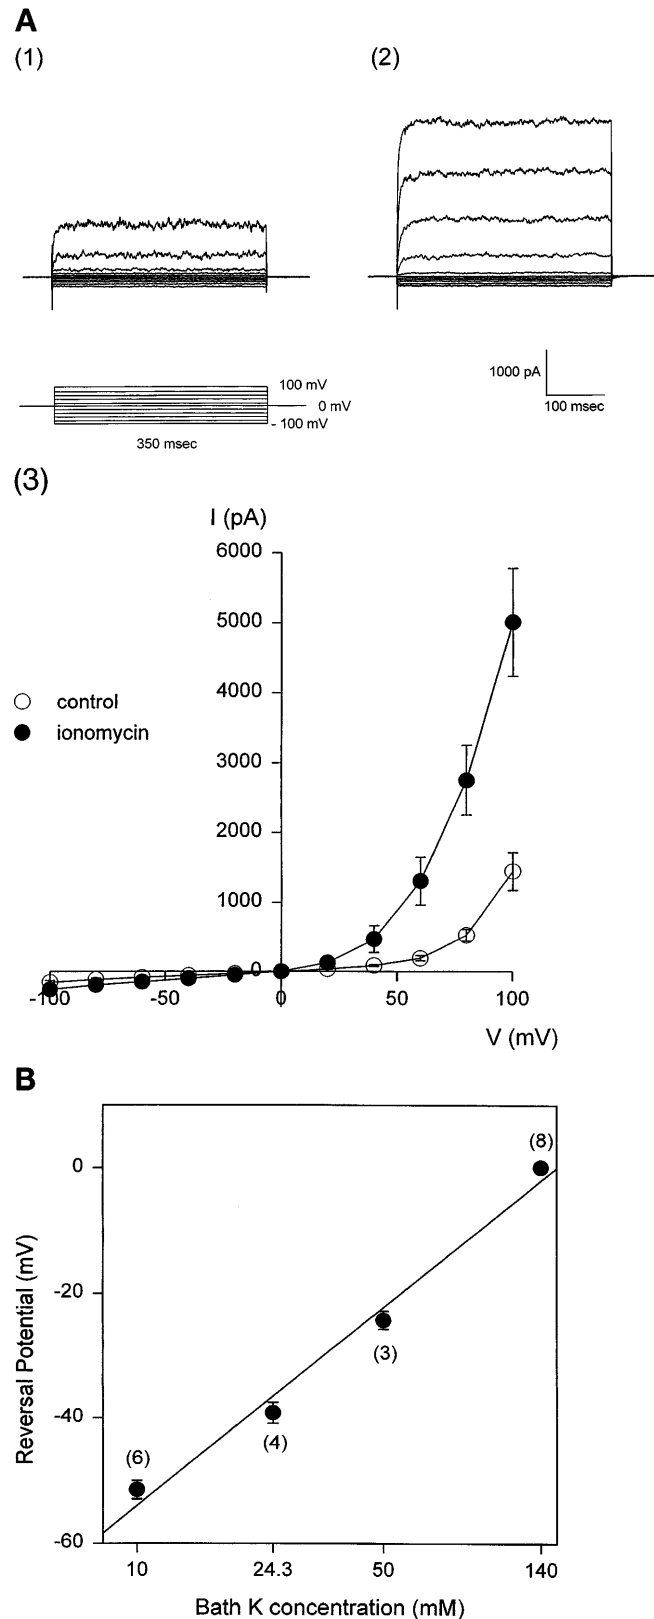 A
(1)
(2)
100 mV
0 mV
- 100 mV
350 msec
1000 pA
100 msec
(3)
I (pA)
6000
5000
4000
3000
2000
1000
0
control
ionomycin
-100
-50
0
50
100
V (mV)
B
Reversal Potential (mV)
0
-20
-40
-60
(8)
(3)
(4)
(6)
10
24.3
50
140
Bath K concentration (mM)